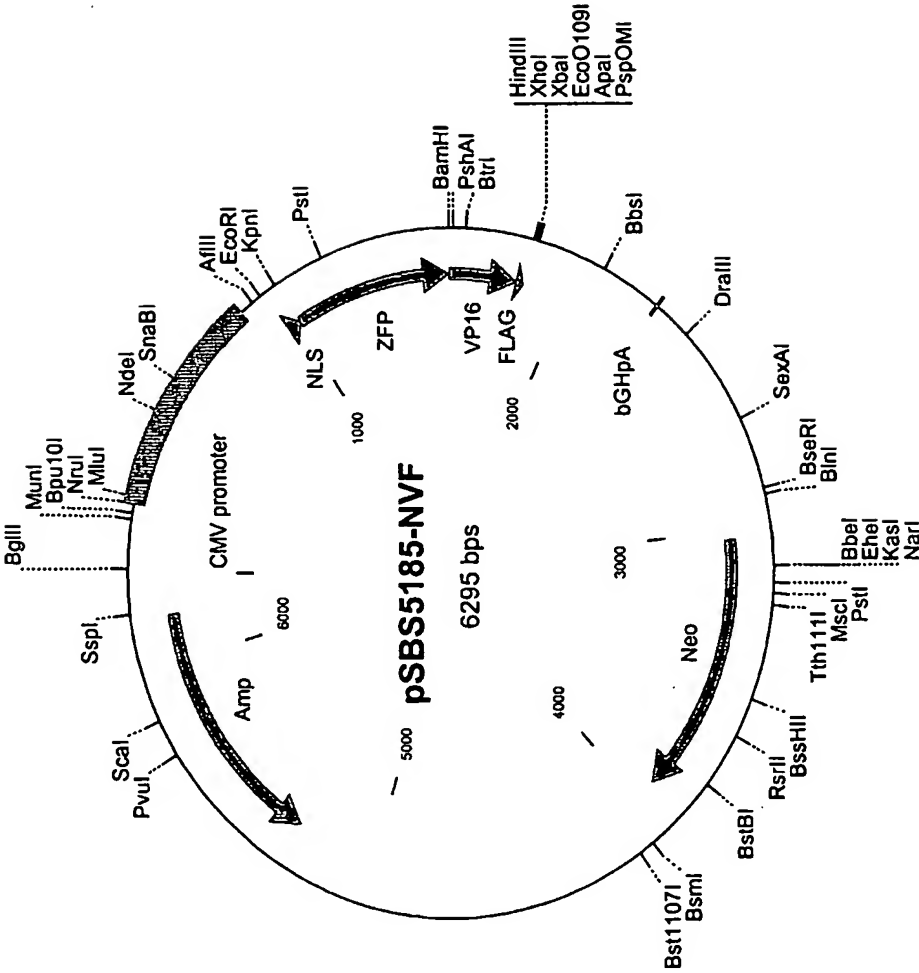 pSBS5185-NVF
6295 bps
BglII
MunI
Bpu10I
NruI
MluI
NdeI
SnaBI
CMV promoter
AflII
EcoRI
KpnI
PstI
NLS
ZFP
1000
BamHI
PshAI
BtrI
VP16
FLAG
HindIII
XhoI
XbaI
EcoO109I
ApaI
PspOMI
2000
BbsI
bGHpA
DraIII
SexAI
BseRI
BlnI
3000
BbeI
EheI
KasI
NarI
PstI
MscI
Tth111I
Neo
BssHII
RsrII
BstBI
4000
BsmI
Bst1107I
5000
Amp
PvuI
ScaI
6000
SspI